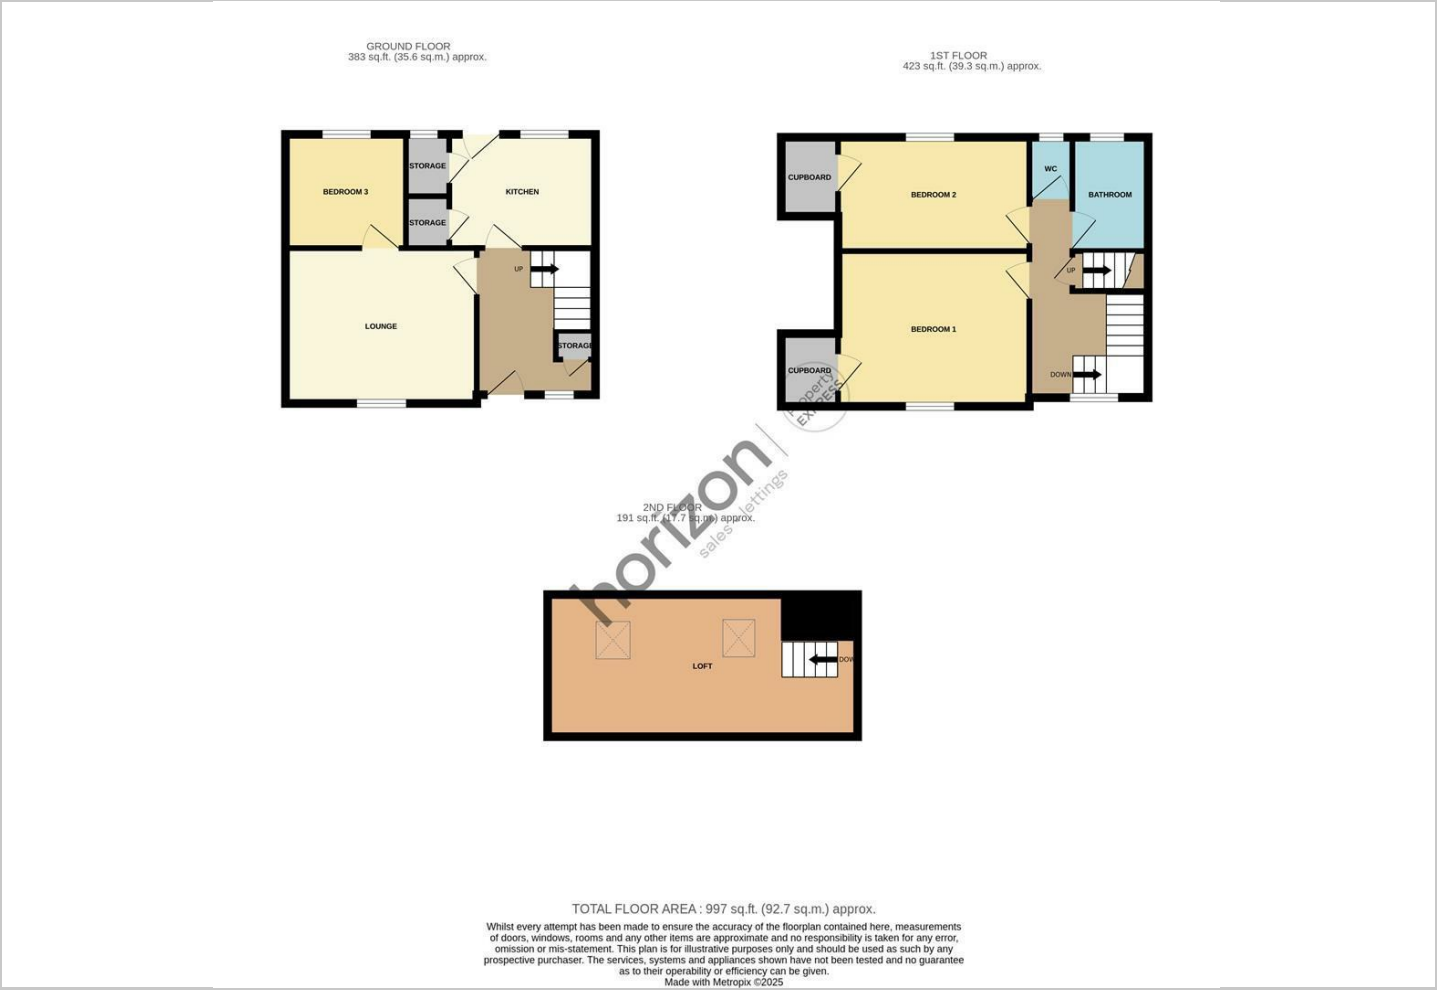 GROUND FLOOR
383 sq.ft. (35.6 sq.m.) approx.
1ST FLOOR
423 sq.ft. (39.3 sq.m.) approx.
BEDROOM 3
STORAGE
STORAGE
KITCHEN
UP
LOUNGE
STORAGE
CUPBOARD
BEDROOM 2
WC
BATHROOM
UP
BEDROOM 1
CUPBOARD
DOWN
Property
EXPRESS
horizon
sales lettings
2ND FLOOR
191 sq.ft. (17.7 sq.m.) approx.
LOFT
DOW
TOTAL FLOOR AREA : 997 sq.ft. (92.7 sq.m.) approx.
Whilst every attempt has been made to ensure the accuracy of the floorplan contained here, measurements
of doors, windows, rooms and any other items are approximate and no responsibility is taken for any error,
omission or mis-statement. This plan is for illustrative purposes only and should be used as such by any
prospective purchaser. The services, systems and appliances shown have not been tested and no guarantee
as to their operability or efficiency can be given.
Made with Metropix ©2025